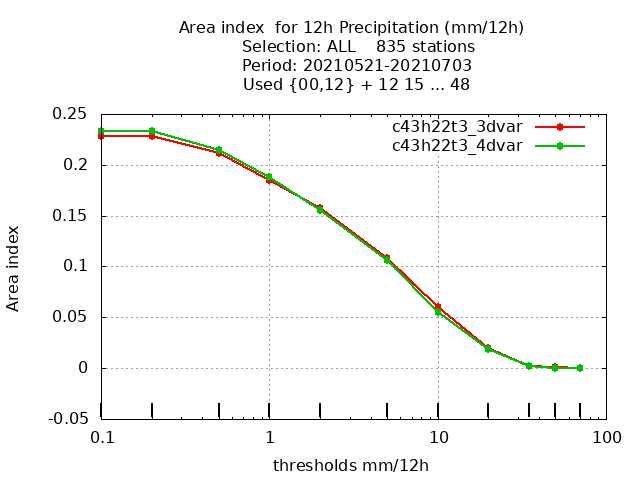 Area index  for 12h Precipitation (mm/12h)
Selection: ALL    835 stations
Period: 20210521-20210703
Used {00,12} + 12 15 ... 48
c43h22t3_3dvar
c43h22t3_4dvar
0.25
0.2
0.15
0.1
0.05
0
-0.05
Area index
0.1 1 10 100
thresholds mm/12h